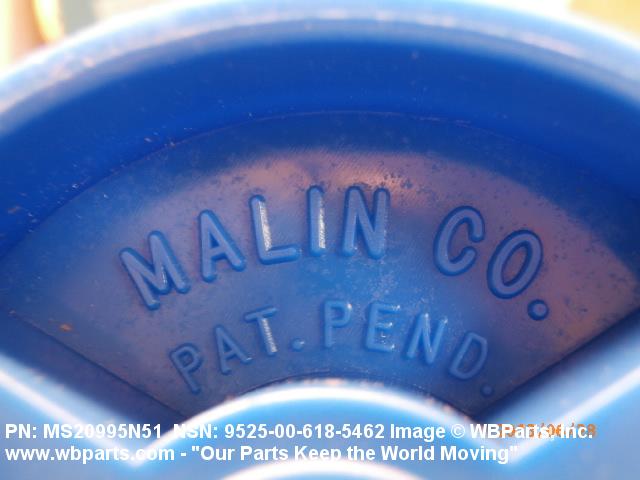 MALIN CO.
PAT. PEND.
PN: MS20995N51 NSN: 9525-00-618-5462 Image © WBParts, Inc.
www.wbparts.com - "Our Parts Keep the World Moving"